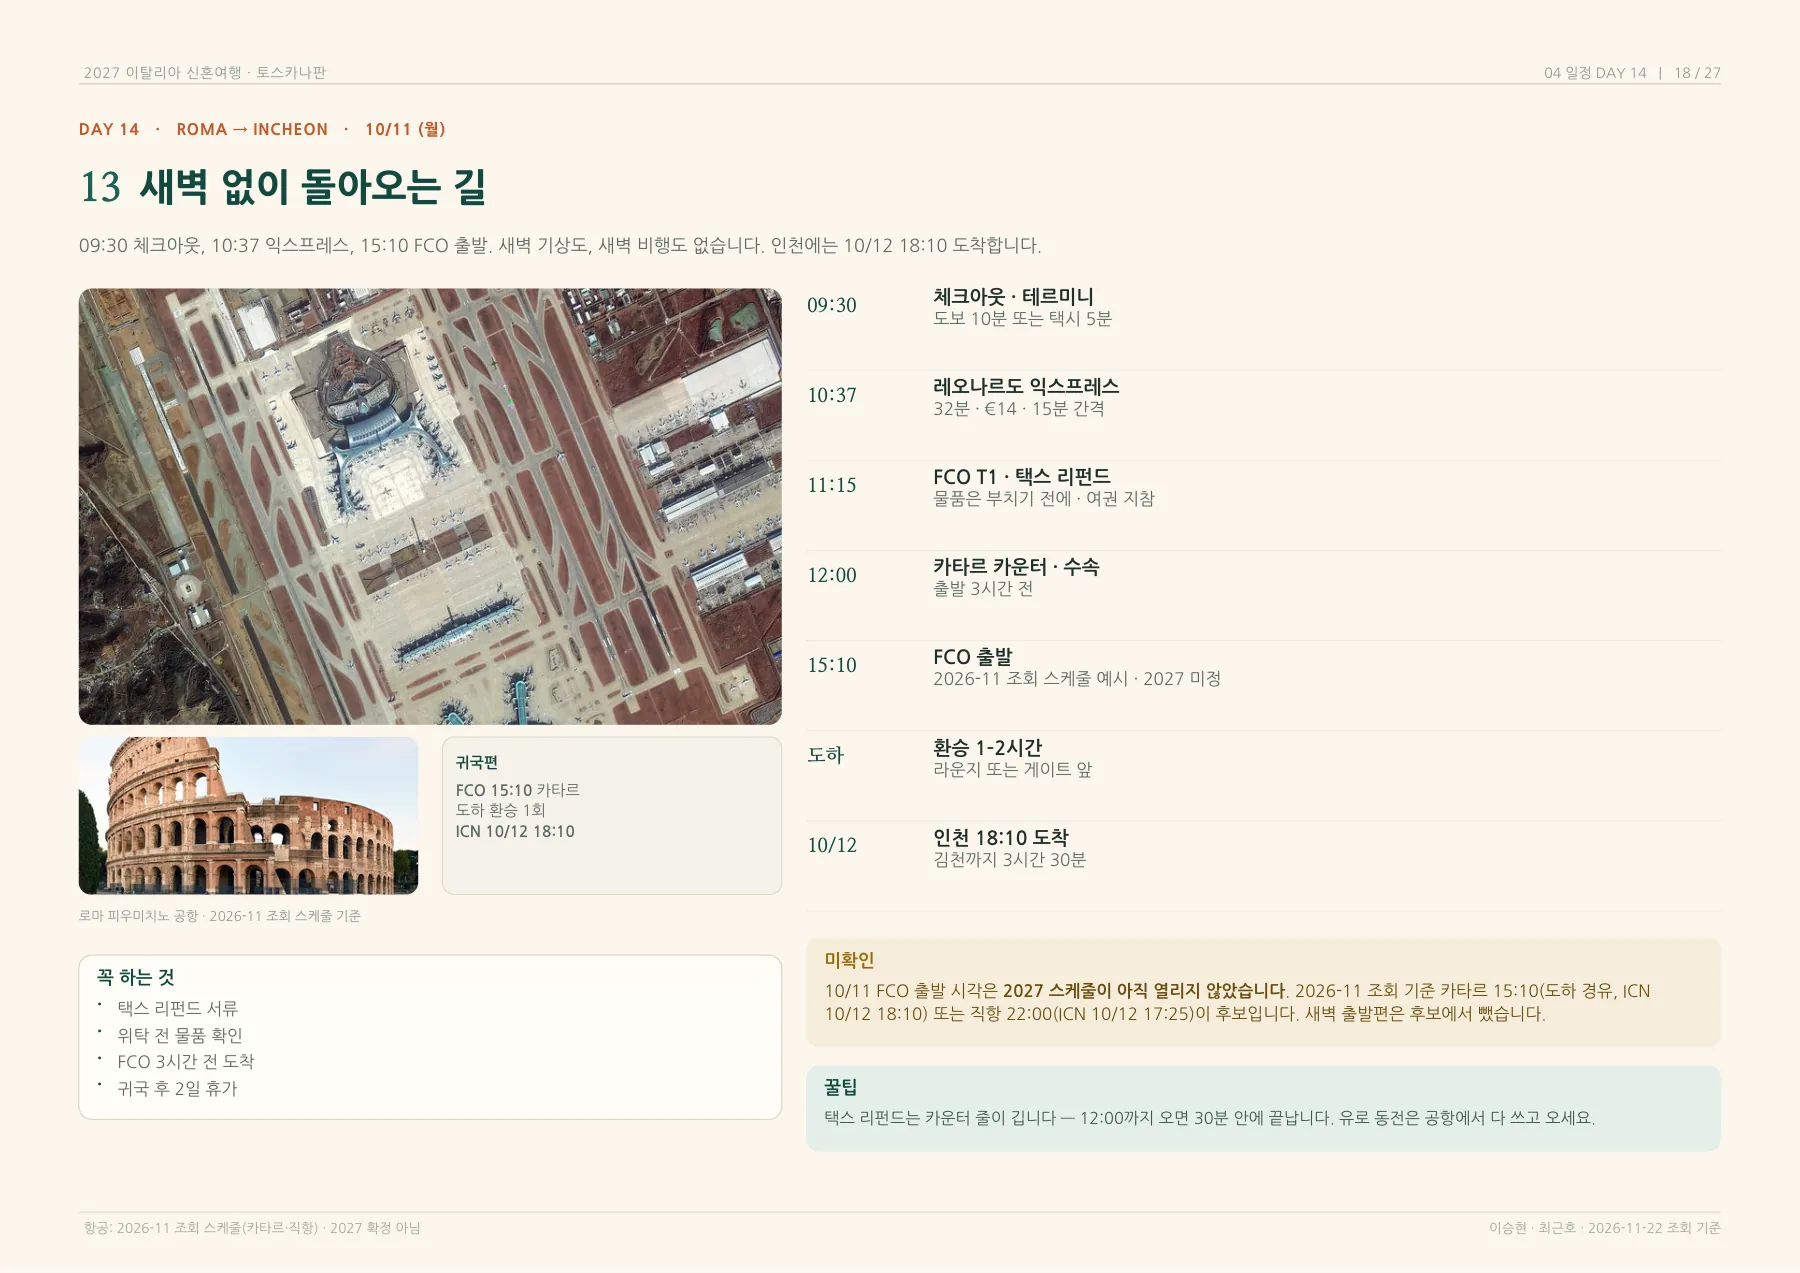 2027 이탈리아 신혼여행 · 토스카나판
04 일정 DAY 14 | 18 / 27
DAY 14 · ROMA → INCHEON · 10/11 (월)
13 새벽 없이 돌아오는 길
09:30 체크아웃, 10:37 익스프레스, 15:10 FCO 출발. 새벽 기상도, 새벽 비행도 없습니다. 인천에는 10/12 18:10 도착합니다.
귀국편
FCO 15:10 카타르
도하 환승 1회
ICN 10/12 18:10
로마 피우미치노 공항 · 2026-11 조회 스케줄 기준
꼭 하는 것
· 택스 리펀드 서류
· 위탁 전 물품 확인
· FCO 3시간 전 도착
· 귀국 후 2일 휴가
09:30 체크아웃 · 테르미니
도보 10분 또는 택시 5분
10:37 레오나르도 익스프레스
32분 · €14 · 15분 간격
11:15 FCO T1 · 택스 리펀드
물품은 부치기 전에 · 여권 지참
12:00 카타르 카운터 · 수속
출발 3시간 전
15:10 FCO 출발
2026-11 조회 스케줄 예시 · 2027 미정
도하 환승 1-2시간
라운지 또는 게이트 앞
10/12 인천 18:10 도착
김천까지 3시간 30분
미확인
10/11 FCO 출발 시각은 2027 스케줄이 아직 열리지 않았습니다. 2026-11 조회 기준 카타르 15:10(도하 경유, ICN
10/12 18:10) 또는 직항 22:00(ICN 10/12 17:25)이 후보입니다. 새벽 출발편은 후보에서 뺐습니다.
꿀팁
택스 리펀드는 카운터 줄이 깁니다 — 12:00까지 오면 30분 안에 끝납니다. 유로 동전은 공항에서 다 쓰고 오세요.
항공: 2026-11 조회 스케줄(카타르·직항) · 2027 확정 아님
이승현 · 최근호 · 2026-11-22 조회 기준